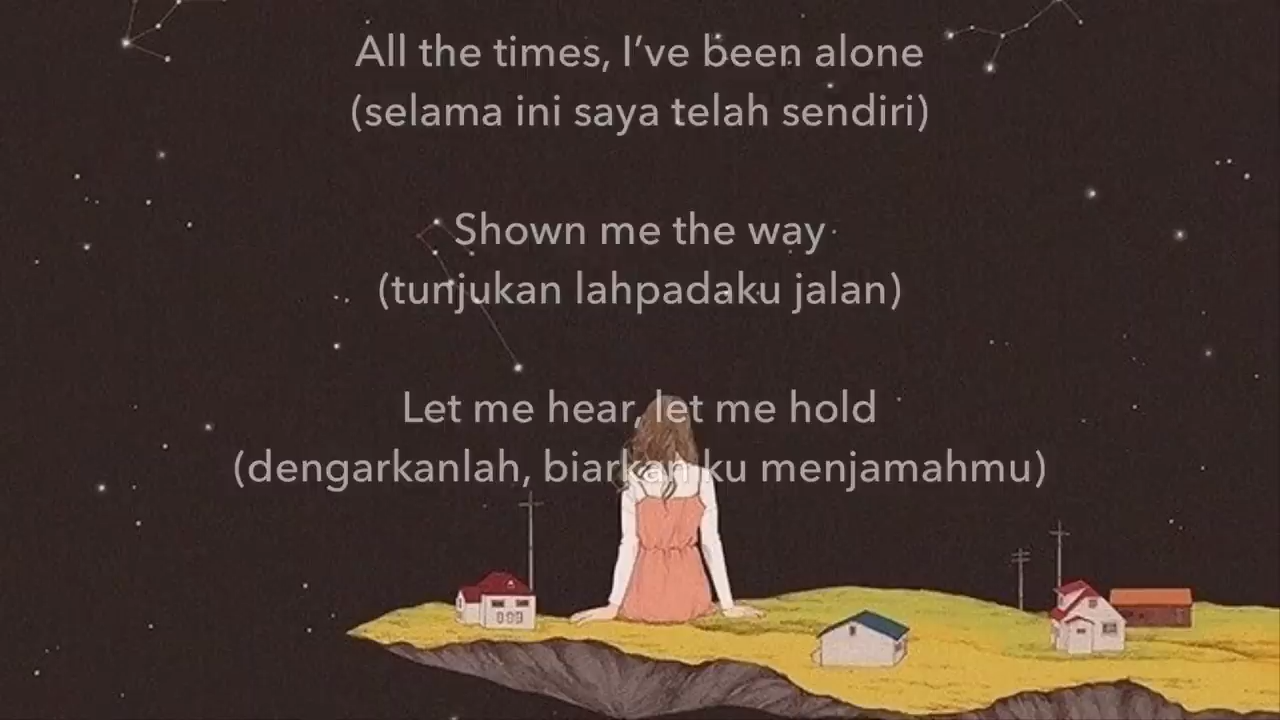 All the times, I’ve been alone
(selama ini saya telah sendiri)
Shown me the way
(tunjukan lahpadaku jalan)
Let me hear, let me hold
(dengarkanlah, biarkan ku menjamahmu)